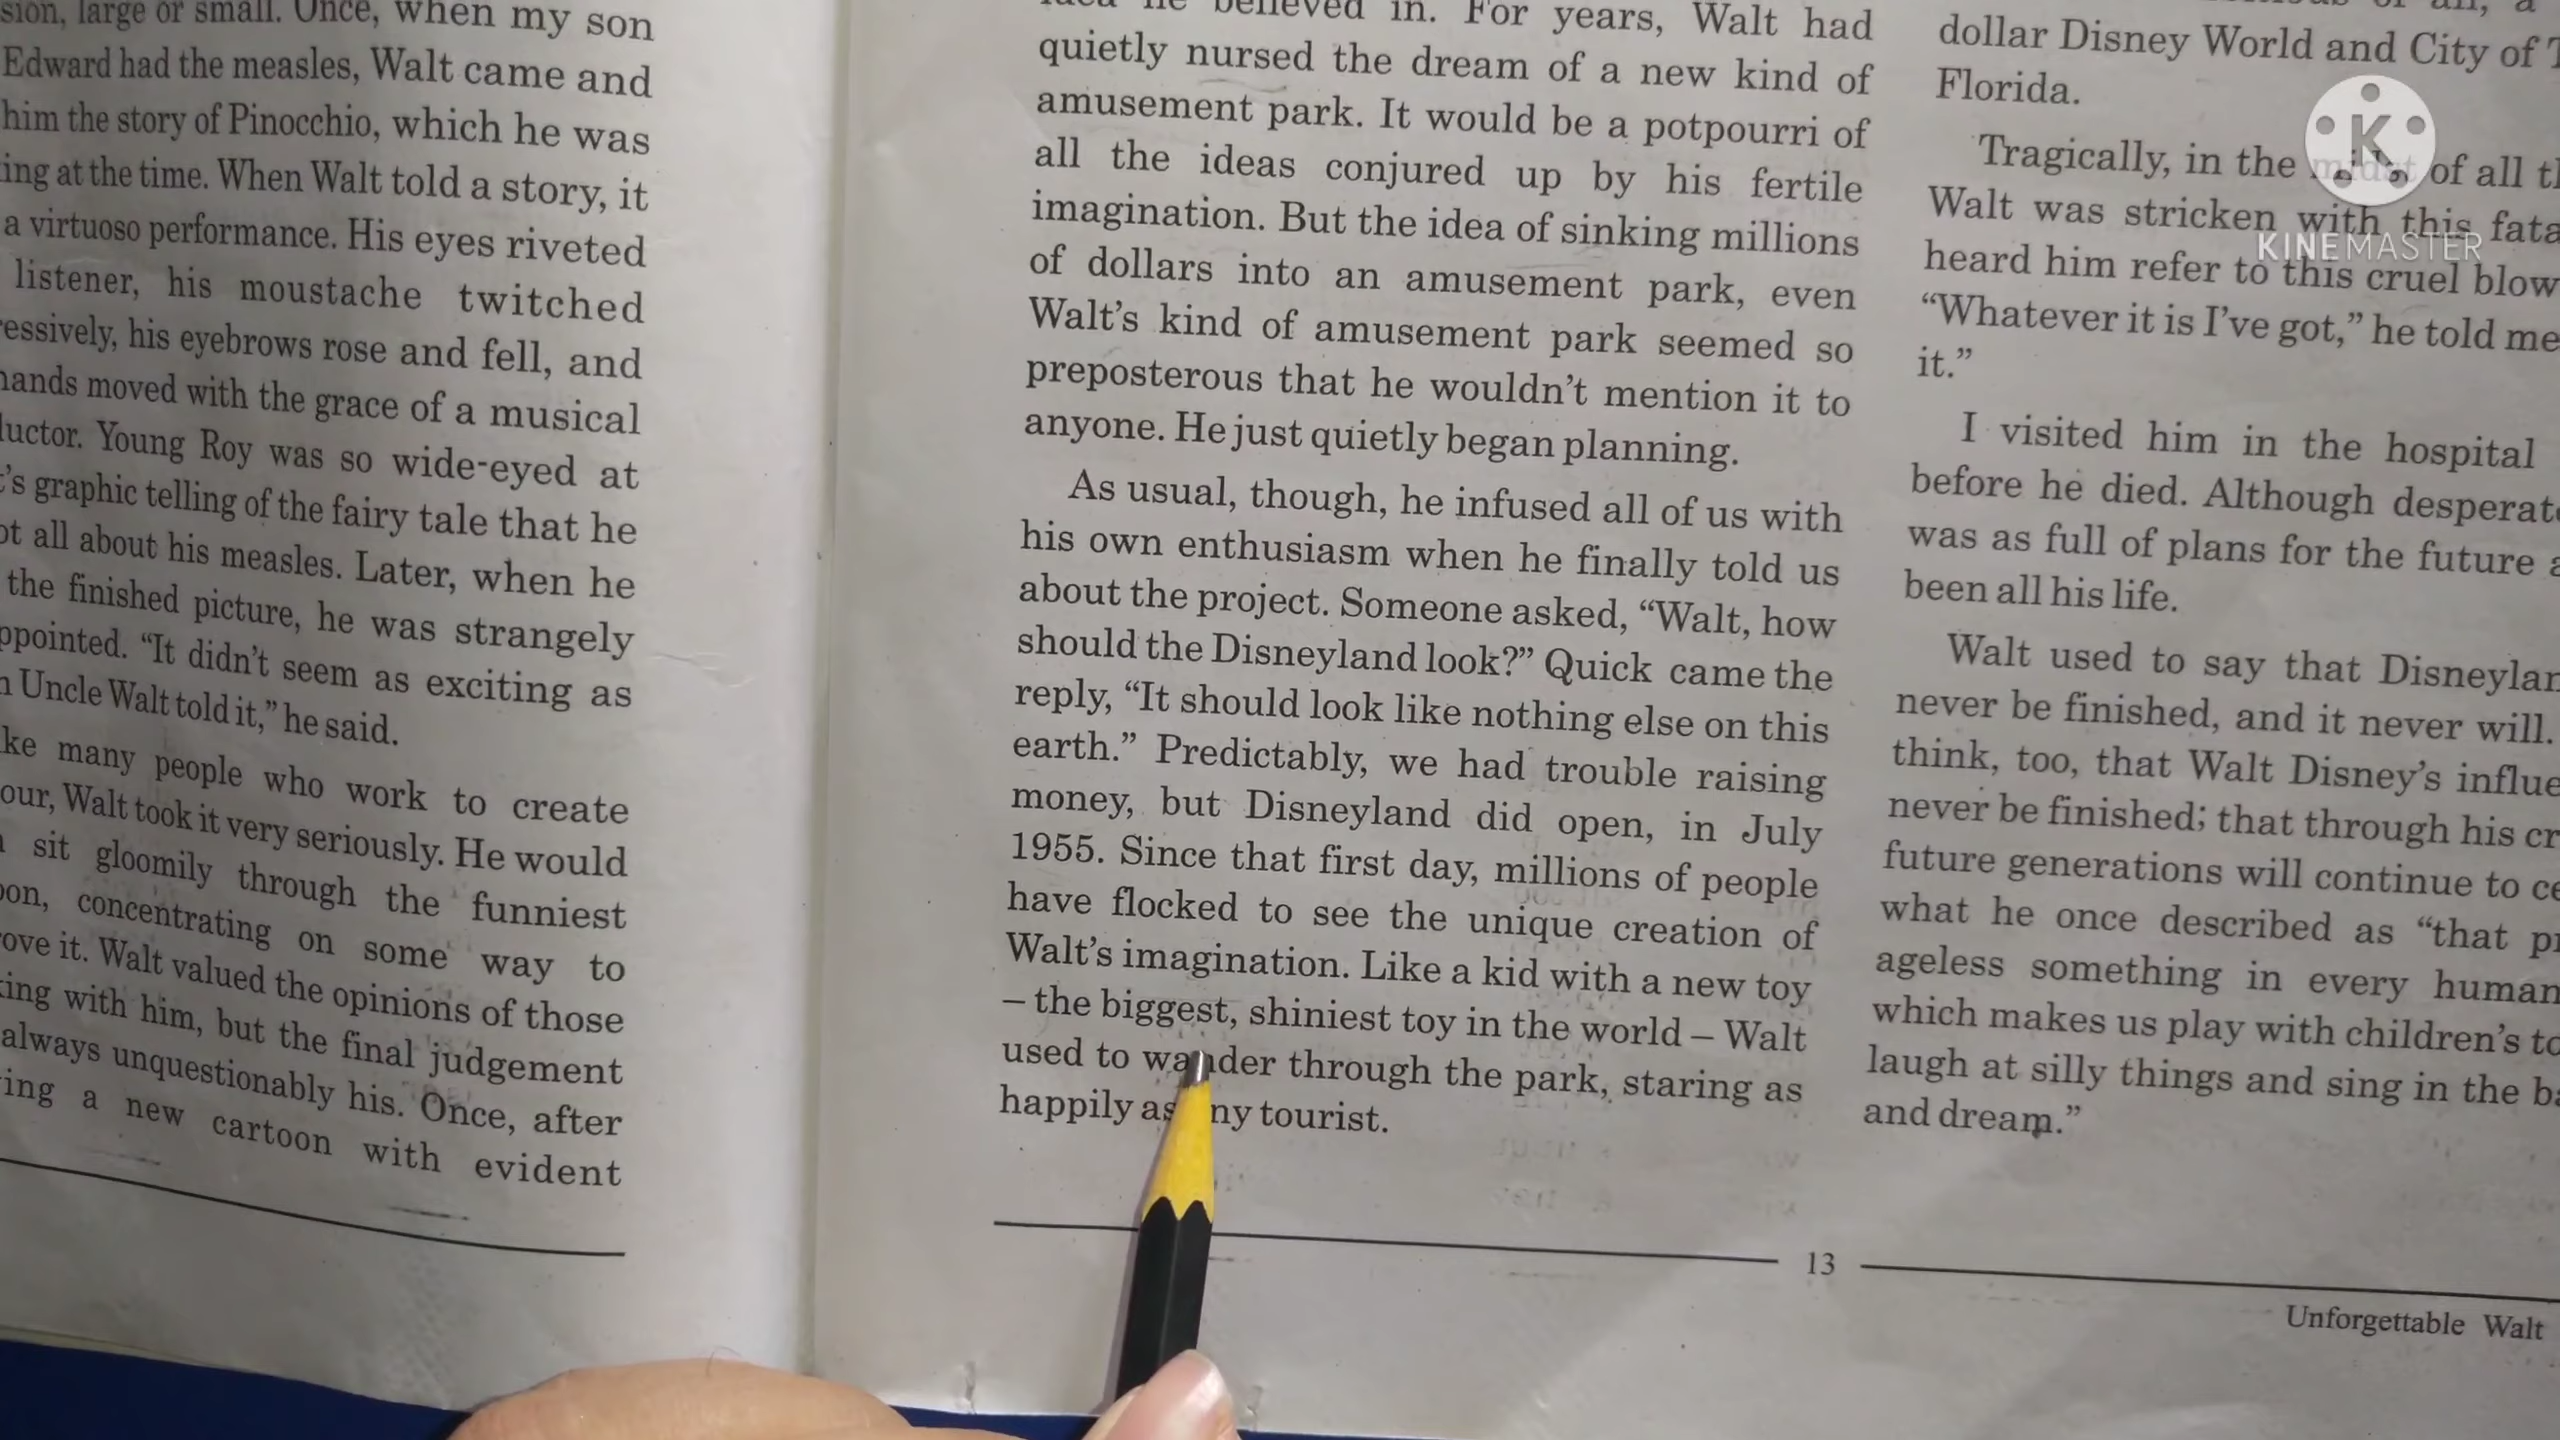 sion, large or small. Once, when my son
Edward had the measles, Walt came and
him the story of Pinocchio, which he was
ing at the time. When Walt told a story, it
a virtuoso performance. His eyes riveted
listener, his moustache twitched
essively, his eyebrows rose and fell, and
hands moved with the grace of a musical
ductor. Young Roy was so wide-eyed at
's graphic telling of the fairy tale that he
ot all about his measles. Later, when he
the finished picture, he was strangely
ppointed. “It didn't seem as exciting as
n Uncle Walt told it,” he said.
ke many people who work to create
our, Walt took it very seriously. He would
sit gloomily through the funniest
oon, concentrating on some way to
ove it. Walt valued the opinions of those
king with him, but the final judgement
always unquestionably his. Once, after
ing a new cartoon with evident
idea he believed in. For years, Walt had
quietly nursed the dream of a new kind of
amusement park. It would be a potpourri of
all the ideas conjured up by his fertile
imagination. But the idea of sinking millions
of dollars into an amusement park, even
Walt's kind of amusement park seemed so
preposterous that he wouldn't mention it to
anyone. He just quietly began planning.
As usual, though, he infused all of us with
his own enthusiasm when he finally told us
about the project. Someone asked, “Walt, how
should the Disneyland look?” Quick came the
reply, “It should look like nothing else on this
earth.” Predictably, we had trouble raising
money, but Disneyland did open, in July
1955. Since that first day, millions of people
have flocked to see the unique creation of
Walt's imagination. Like a kid with a new toy
– the biggest, shiniest toy in the world – Walt
used to wander through the park, staring as
happily as any tourist.
of all, a
dollar Disney World and City of T
Florida.
Tragically, in the midst of all th
Walt was stricken with this fata
heard him refer to this cruel blow
“Whatever it is I've got,” he told me
it.”
I visited him in the hospital
before he died. Although desperate
was as full of plans for the future a
been all his life.
Walt used to say that Disneylan
never be finished, and it never will.
think, too, that Walt Disney's influe
never be finished; that through his cr
future generations will continue to ce
what he once described as “that pr
ageless something in every human
which makes us play with children's to
laugh at silly things and sing in the ba
and dream.”
13
Unforgettable Walt
K
KINEMASTER